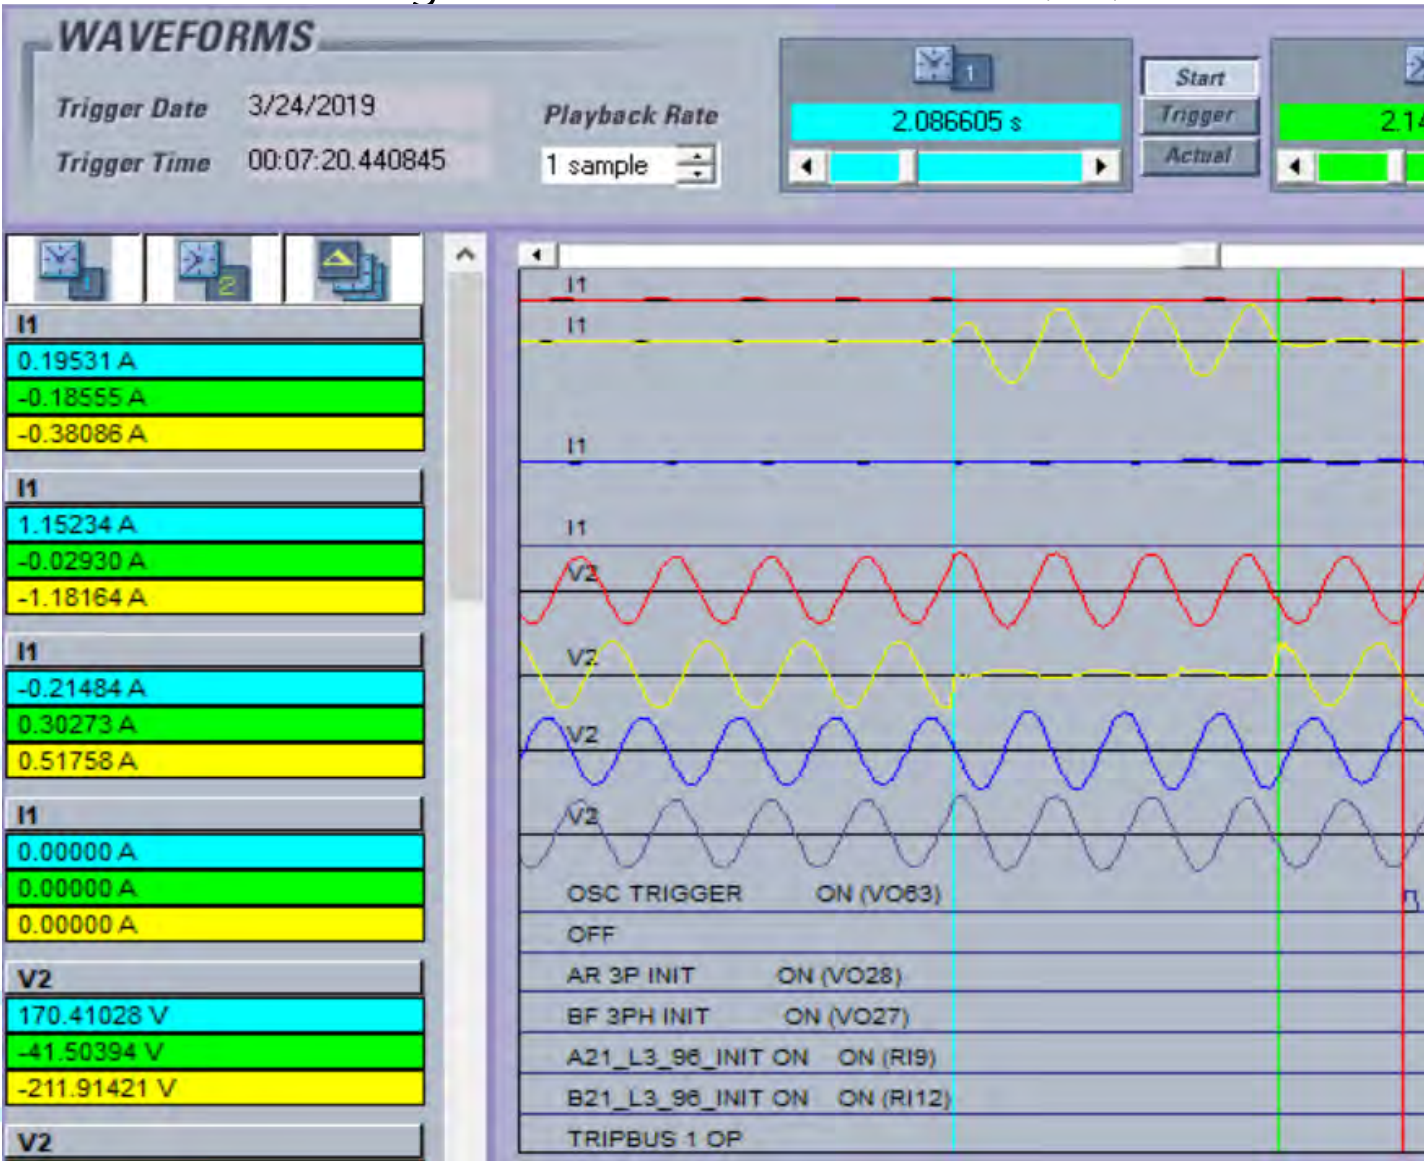 WAVEFORMS
Trigger Date 3/24/2019
Trigger Time 00:07:20.440845
Playback Rate
1 sample
1
2.086605 s
Start
Trigger
Actual
2.14
1
2
I1
0.19531 A
-0.18555 A
-0.38086 A
I1
1.15234 A
-0.02930 A
-1.18164 A
I1
-0.21484 A
0.30273 A
0.51758 A
I1
0.00000 A
0.00000 A
0.00000 A
V2
170.41028 V
-41.50394 V
-211.91421 V
V2
I1
I1
I1
I1
V2
V2
V2
V2
OSC TRIGGER ON (VO63)
OFF
AR 3P INIT ON (VO28)
BF 3PH INIT ON (VO27)
A21_L3_96_INIT ON ON (RI9)
B21_L3_96_INIT ON ON (RI12)
TRIPBUS 1 OP